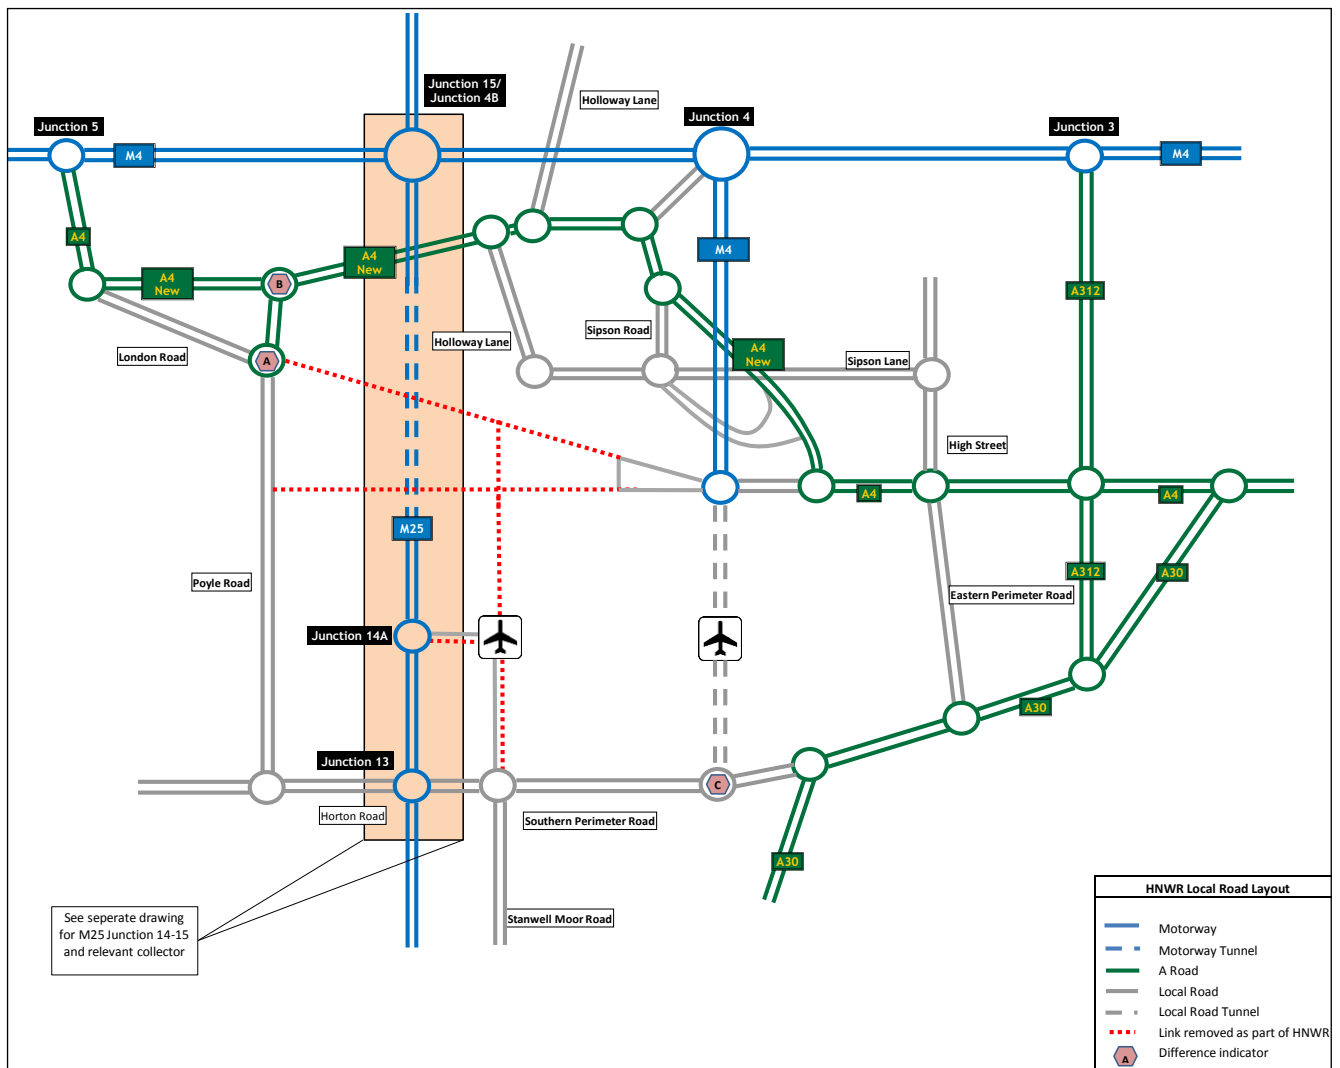 Junction 15/
Junction 4B
Holloway Lane
Junction 5
Junction 4
Junction 3
M4
M4
A4
M4
A4
New
A4
New
B
A312
Sipson Road
Holloway Lane
London Road
A
A4
New
Sipson Lane
High Street
A4
A4
M25
Poyle Road
A312
A30
Eastern Perimeter Road
Junction 14A
A30
Junction 13
C
Horton Road
Southern Perimeter Road
A30
Stanwell Moor Road
See seperate drawing
for M25 Junction 14-15
and relevant collector
HNWR Local Road Layout
Motorway
Motorway Tunnel
A Road
Local Road
Local Road Tunnel
Link removed as part of HNWR
A
Difference indicator